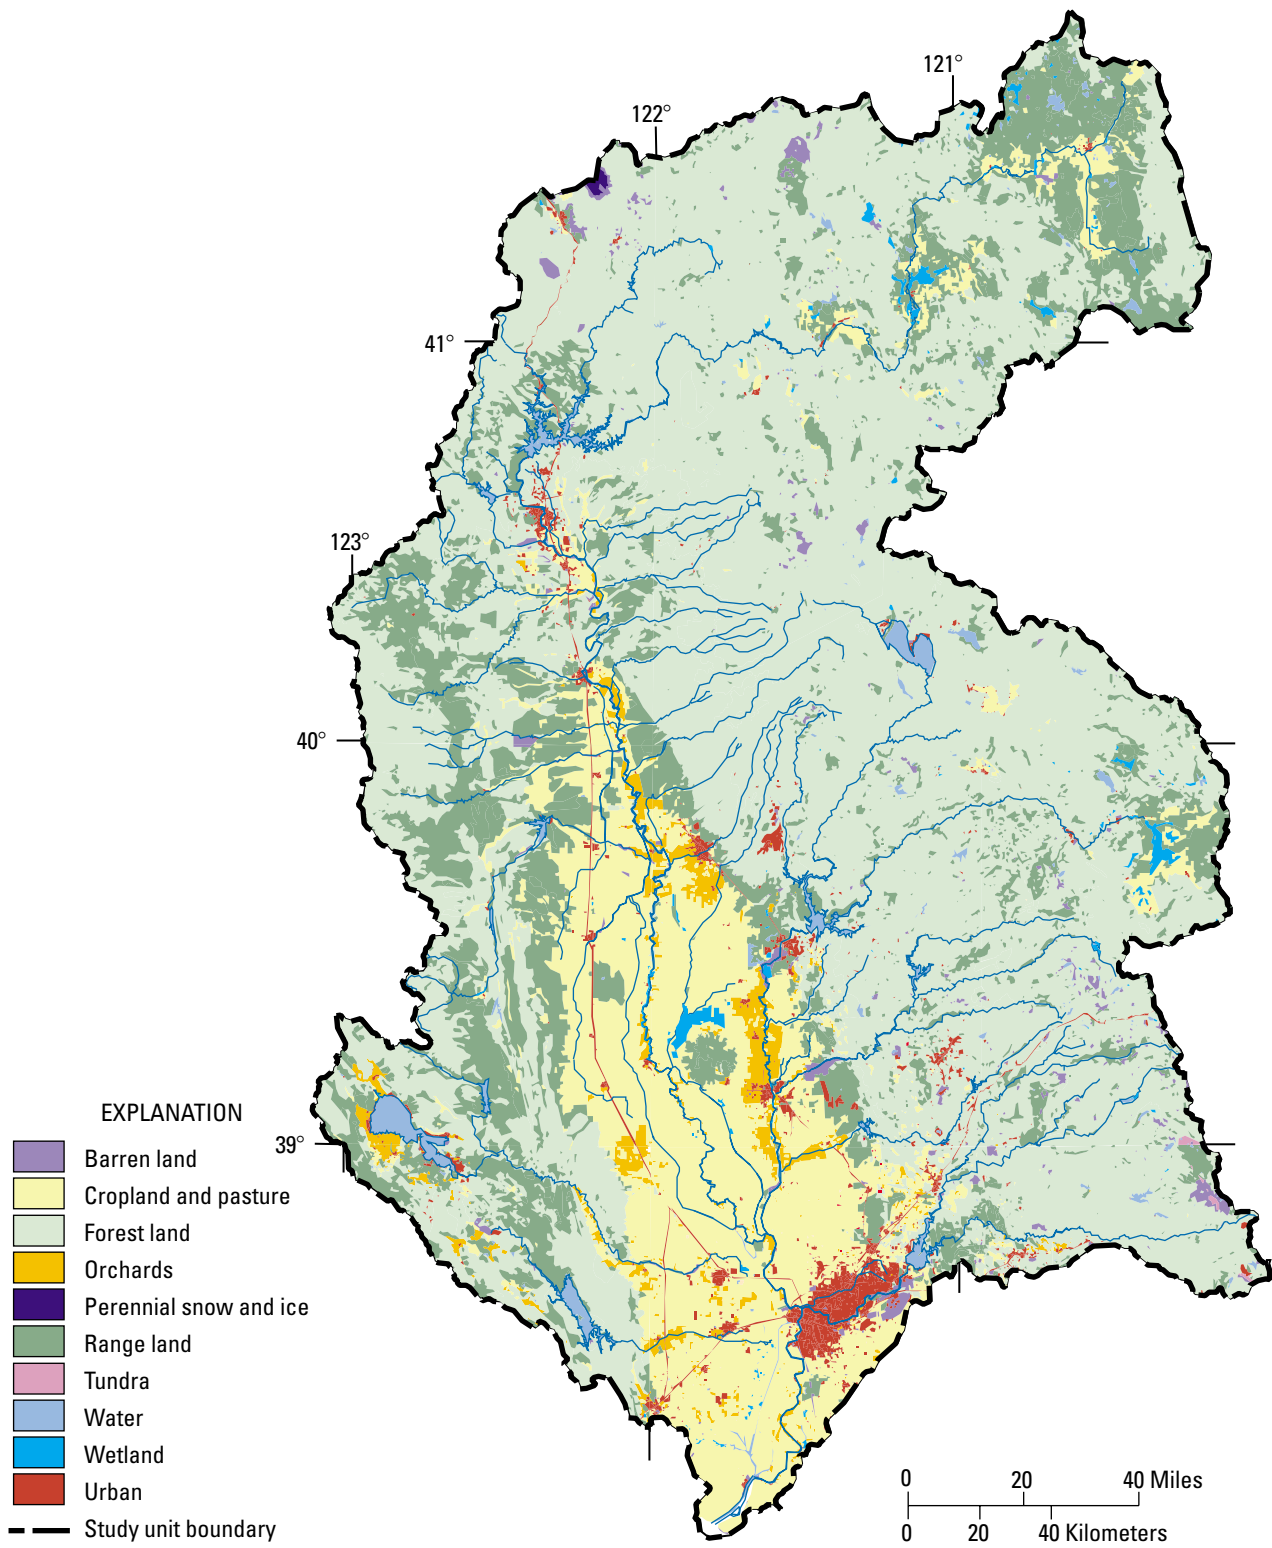 121°
122°
41°
123°
40°
39°
EXPLANATION
Barren land
Cropland and pasture
Forest land
Orchards
Perennial snow and ice
Range land
Tundra
Water
Wetland
Urban
Study unit boundary
0 20 40 Miles
0 20 40 Kilometers